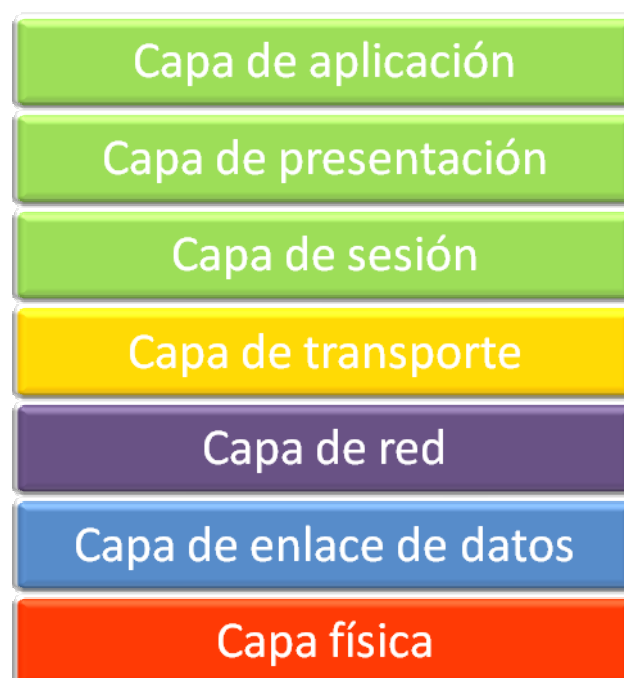 Capa de aplicación
Capa de presentación
Capa de sesión
Capa de transporte
Capa de red
Capa de enlace de datos
Capa física